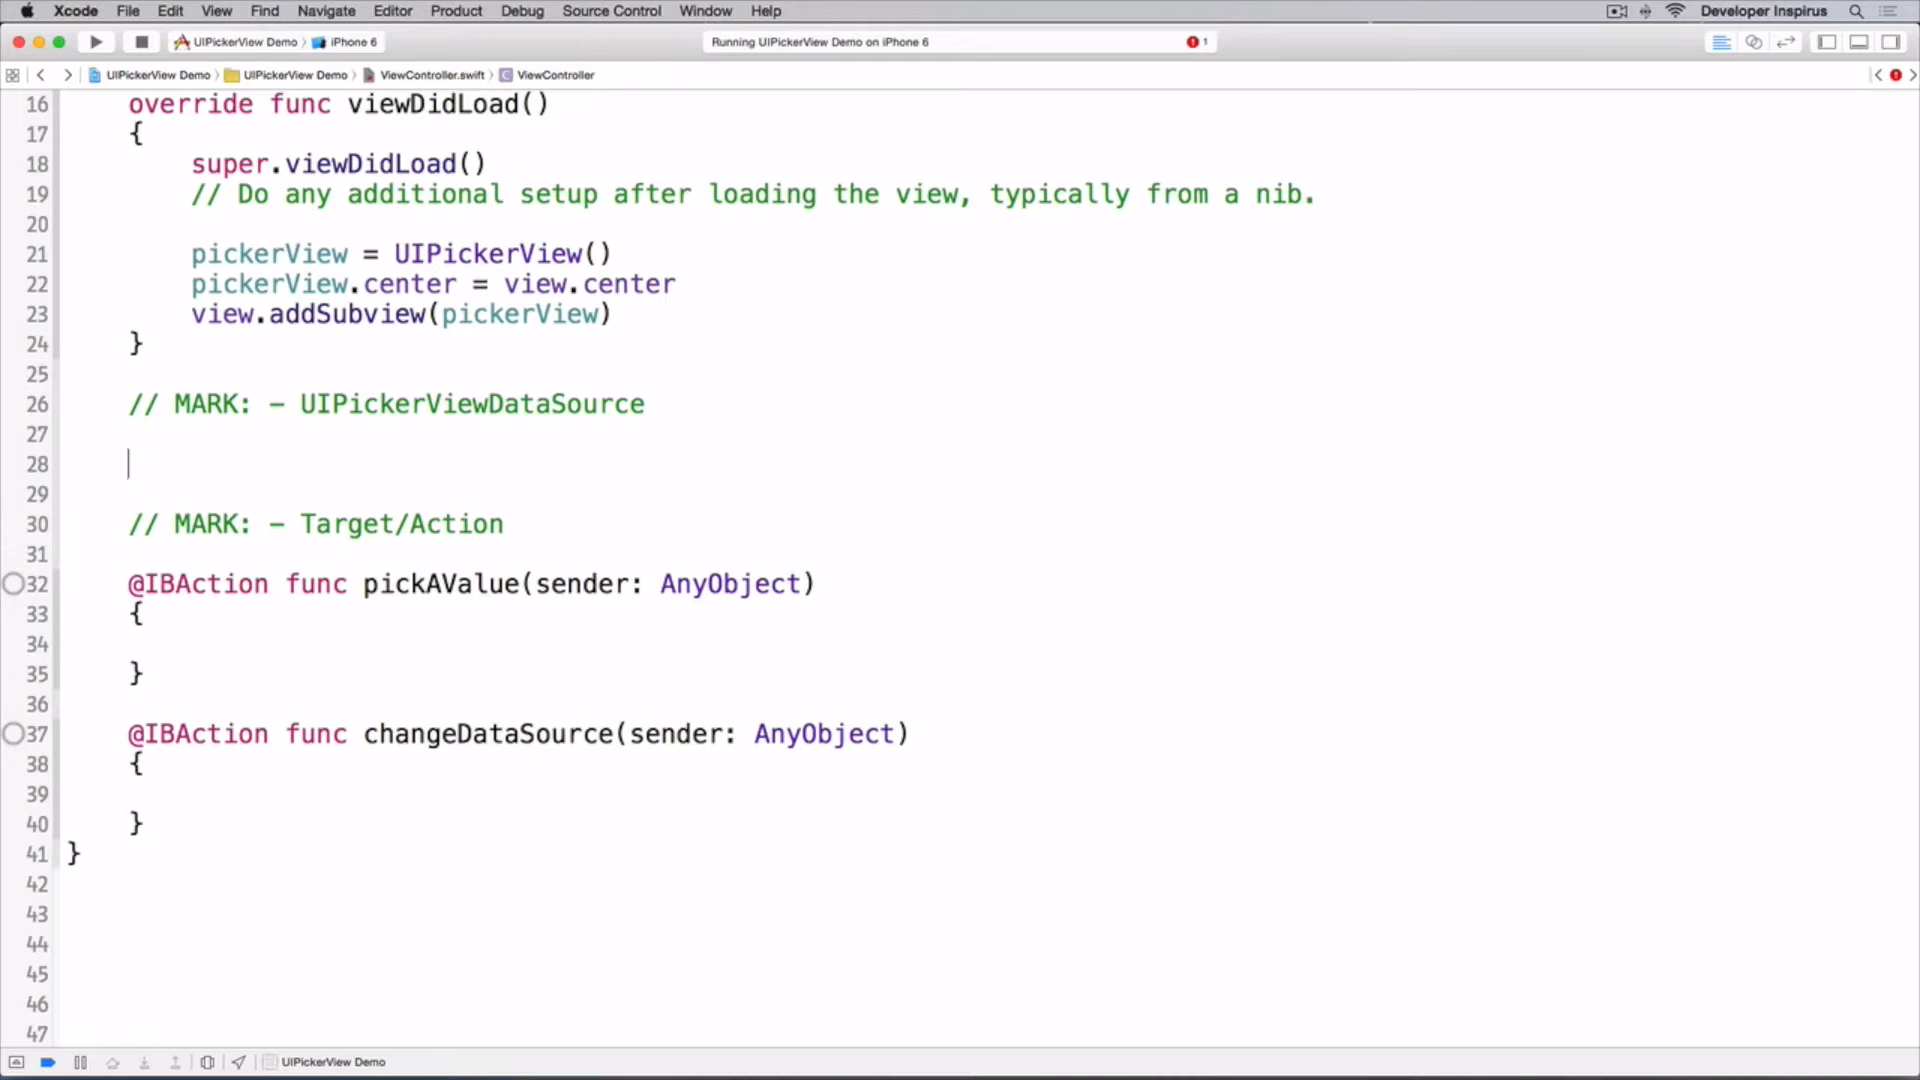 Xcode File Edit View Find Navigate Editor Product Debug Source Control Window Help Developer Inspirus
UIPickerView Demo iPhone 6 Running UIPickerView Demo on iPhone 6 1
UIPickerView Demo UIPickerView Demo ViewController.swift C ViewController
16 override func viewDidLoad()
17 {
18 super.viewDidLoad()
19 // Do any additional setup after loading the view, typically from a nib.
20
21 pickerView = UIPickerView()
22 pickerView.center = view.center
23 view.addSubview(pickerView)
24 }
25
26 // MARK: - UIPickerViewDataSource
27
28
29
30 // MARK: - Target/Action
31
32 @IBAction func pickAValue(sender: AnyObject)
33 {
34
35 }
36
37 @IBAction func changeDataSource(sender: AnyObject)
38 {
39
40 }
41 }
42
43
44
45
46
47
UIPickerView Demo